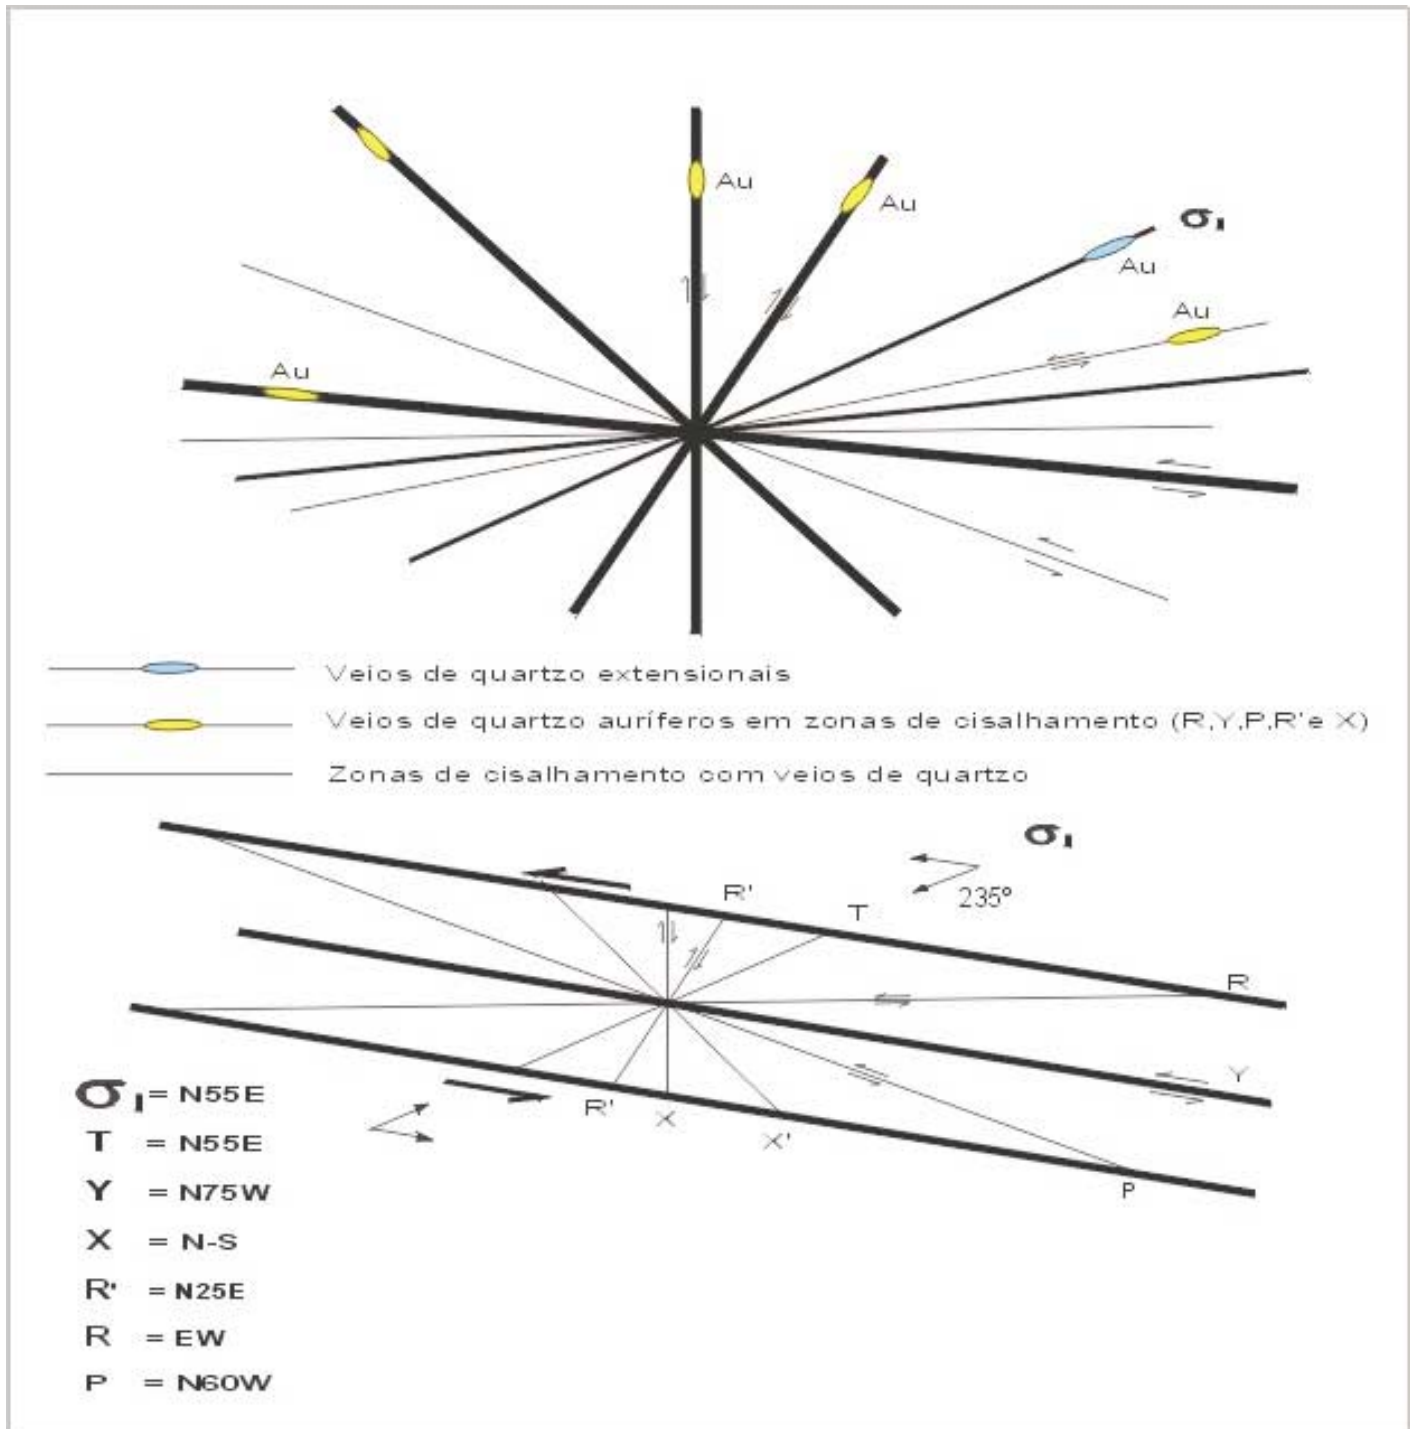 Au
Au
σ₁
Au
Au
Au
Veios de quartzo extensionais
Veios de quartzo auríferos em zonas de cisalhamento (R,Y,P,R'e X)
Zonas de cisalhamento com veios de quartzo
σ₁
235°
R'
T
R
Y
R'
X
X'
P
σ₁= N55E
T = N55E
Y = N75W
X = N-S
R' = N25E
R = EW
P = N60W